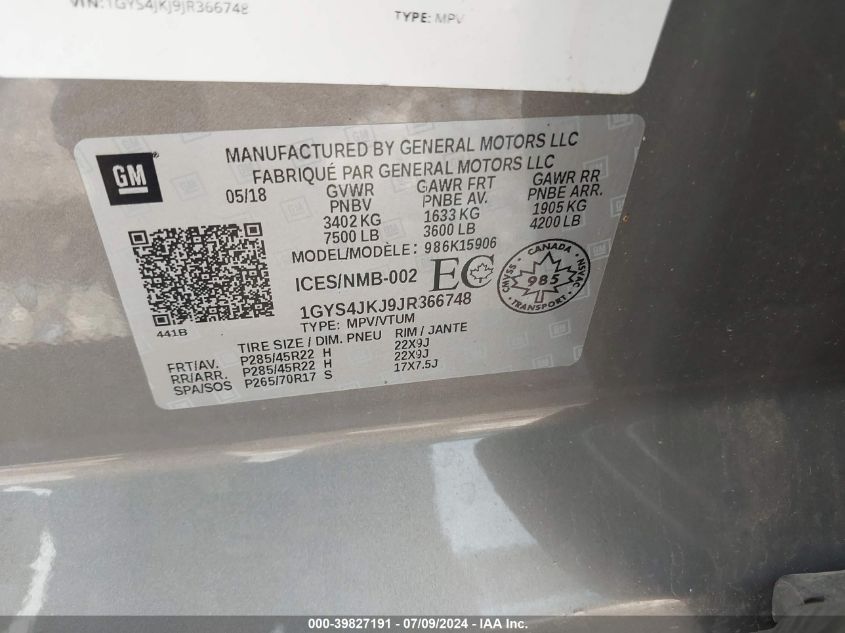 VIN:1GYS4JKJ9JR366748
TYPE: MPV
GM
MANUFACTURED BY GENERAL MOTORS LLC
FABRIQUÉ PAR GENERAL MOTORS LLC
05/18
GVWR GAWR FRT GAWR RR
PNBV PNBE AV. PNBE ARR.
3402 KG 1633 KG 1905 KG
7500 LB 3600 LB 4200 LB
MODEL/MODÈLE: 986K15906
ICES/NMB-002 EC
CANADA
CMVSS 985 NSVAC
TRANSPORT
441B
1GYS4JKJ9JR366748
TYPE: MPV/VTUM
TIRE SIZE / DIM. PNEU RIM / JANTE
FRT/AV. P285/45R22 H 22X9J
RR/ARR. P285/45R22 H 22X9J
SPA/SOS P265/70R17 S 17X7.5J
000-39827191 / 07/09/2024 - IAA Inc.